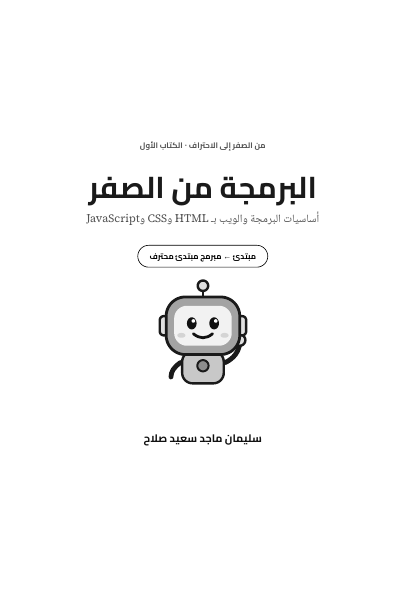 من الصفر إلى الاحتراف · الكتاب الأول
البرمجة من الصفر
أساسيات البرمجة والويب بـ HTML وCSS وJavaScript
مبتدئ ← مبرمج مبتدئ محترف
سليمان ماجد سعيد صلاح